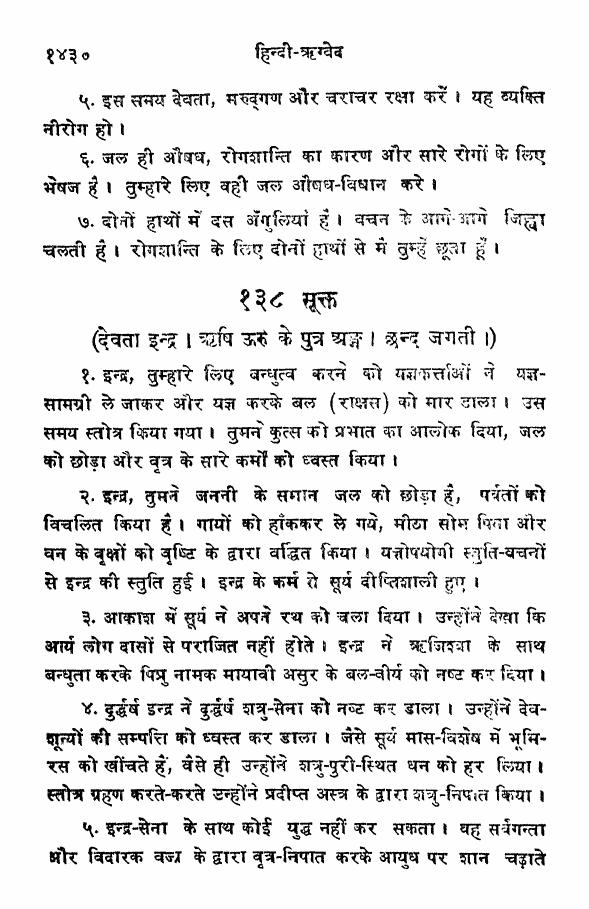 १४३० हिन्दी-ऋग्वेद
५. इस समय देवता, मरुद्गण और चराचर रक्षा करें । यह व्यक्ति
नीरोग हो ।
६. जल ही औषध, रोगशान्ति का कारण और सारे रोगों के लिए
भेषज है । तुम्हारे लिए वही जल औषध-विधान करे ।
७. दोनों हाथों में दस अँगुलियां हैं । वचन के आगे-आगे जिह्वा
चलती है । रोगशान्ति के लिए दोनों हाथों से मैं तुम्हें छूता हूँ ।
१३८ सूक्त
(देवता इन्द्र । ऋषि ऊरु के पुत्र अङ्ग । छन्द जगती ।)
१. इन्द्र, तुम्हारे लिए बन्धुत्व करने को यज्ञकर्त्ताओं ने यज्ञ-
सामग्री ले जाकर और यज्ञ करके बल (राक्षस) को मार डाला । उस
समय स्तोत्र किया गया । तुमने कुत्स को प्रभात का आलोक दिया, जल
को छोड़ा और वृत्र के सारे कर्मों को ध्वस्त किया ।
२. इन्द्र, तुमने जननी के समान जल को छोड़ा है, पर्वतों को
विचलित किया है । गायों को हाँककर ले गये, मीठा सोम पिया और
वन के वृक्षों को वृष्टि के द्वारा वर्द्धित किया । यज्ञोपयोगी स्तुति-वचनों
से इन्द्र की स्तुति हुई । इन्द्र के कर्म से सूर्य दीप्तिशाली हुए ।
३. आकाश में सूर्य ने अपने रथ को चला दिया । उन्होंने देखा कि
आर्य लोग दासों से पराजित नहीं होते । इन्द्र ने ऋजिश्वा के साथ
बन्धुता करके पिप्रु नामक मायावी असुर के बल-वीर्य को नष्ट कर दिया ।
४. दुर्द्धर्ष इन्द्र ने दुर्द्धर्ष शत्रु-सेना को नष्ट कर डाला । उन्होंने देव-
शून्यों की सम्पत्ति को ध्वस्त कर डाला । जैसे सूर्य मास-विशेष में भूमि-
रस को खींचते हैं, वैसे ही उन्होंने शत्रु-पुरी-स्थित धन को हर लिया ।
स्तोत्र ग्रहण करते-करते उन्होंने प्रदीप्त अस्त्र के द्वारा शत्रु-निपात किया ।
५. इन्द्र-सेना के साथ कोई युद्ध नहीं कर सकता । वह सर्वगन्ता
और विदारक वज्र के द्वारा वृत्र-निपात करके आयुध पर शान चढ़ाते